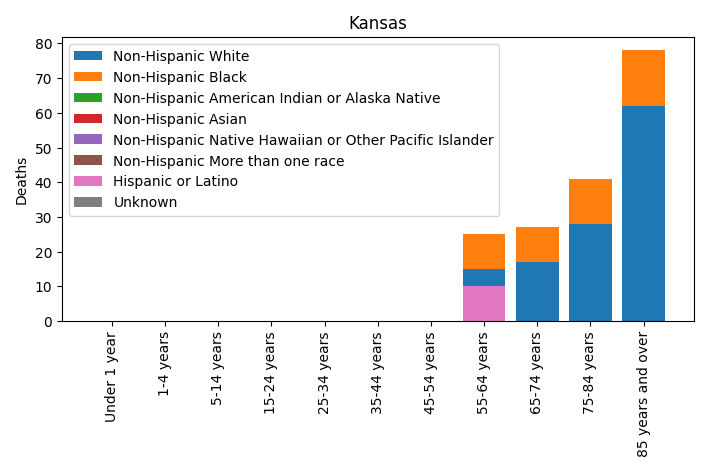 Kansas
Non-Hispanic White
Non-Hispanic Black
Non-Hispanic American Indian or Alaska Native
Non-Hispanic Asian
Non-Hispanic Native Hawaiian or Other Pacific Islander
Non-Hispanic More than one race
Hispanic or Latino
Unknown
Deaths
80
70
60
50
40
30
20
10
0
Under 1 year
1-4 years
5-14 years
15-24 years
25-34 years
35-44 years
45-54 years
55-64 years
65-74 years
75-84 years
85 years and over